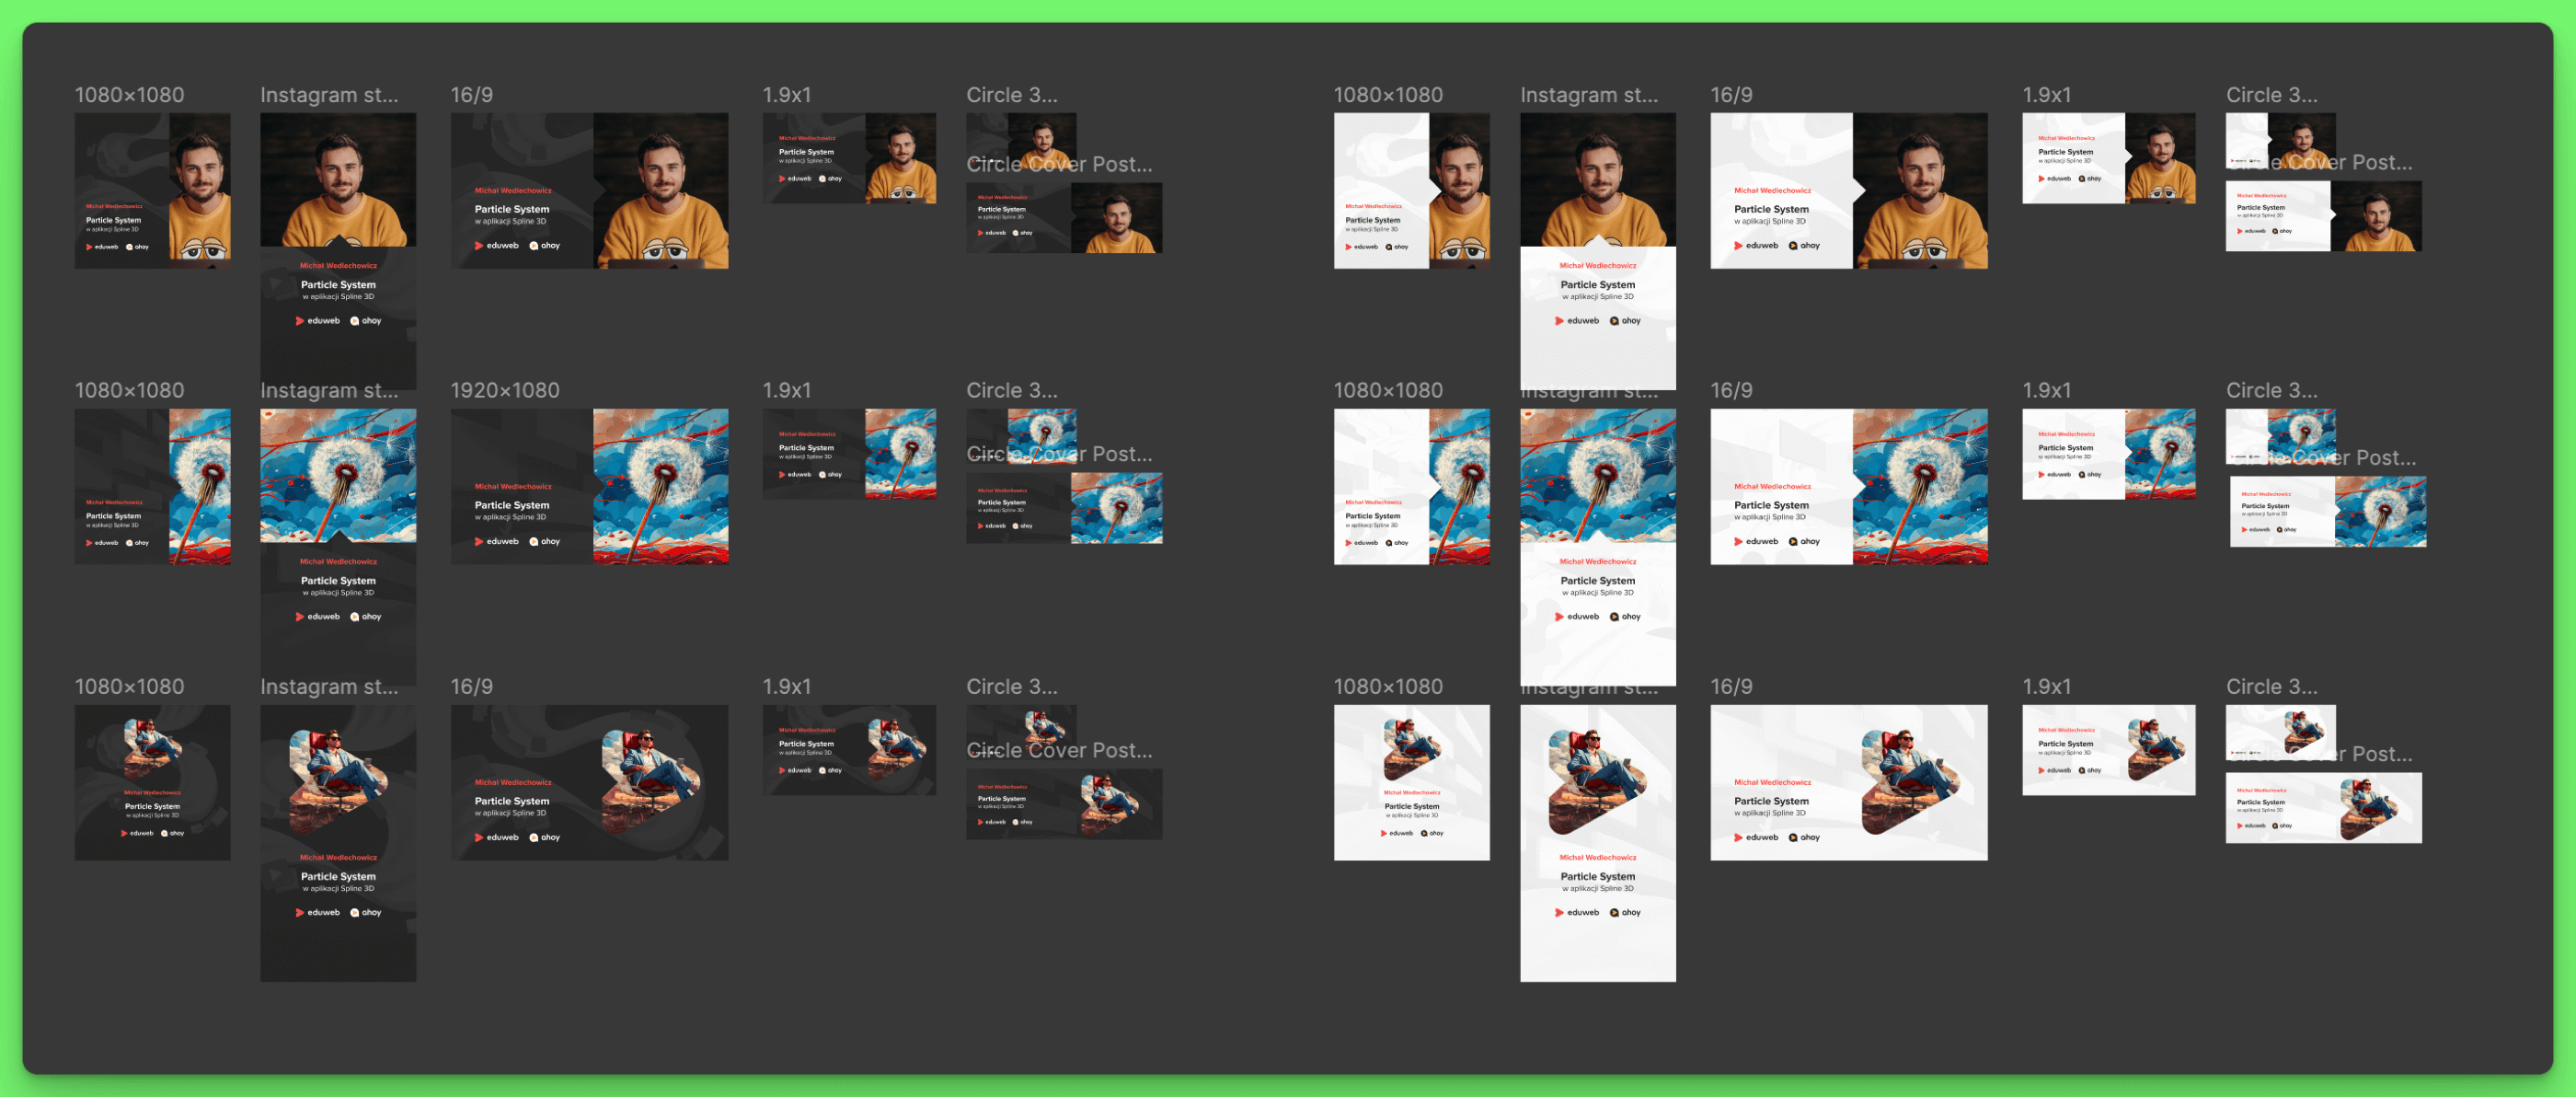 1080×1080
Instagram st...
16/9
1.9x1
Circle 3...
1080×1080
Instagram st...
16/9
1.9x1
Circle 3...
Michał Wedlechowicz
Particle System
w aplikacji Spline 3D
eduweb ahoy
Michał Wedlechowicz
Particle System
w aplikacji Spline 3D
eduweb ahoy
Michał Wedlechowicz
Particle System
w aplikacji Spline 3D
eduweb ahoy
Michał Wedlechowicz
Particle System
w aplikacji Spline 3D
eduweb ahoy
Circle Cover Post...
Michał Wedlechowicz
Particle System
w aplikacji Spline 3D
eduweb ahoy
Michał Wedlechowicz
Particle System
w aplikacji Spline 3D
eduweb ahoy
Michał Wedlechowicz
Particle System
w aplikacji Spline 3D
eduweb ahoy
Michał Wedlechowicz
Particle System
w aplikacji Spline 3D
eduweb ahoy
Michał Wedlechowicz
Particle System
w aplikacji Spline 3D
eduweb ahoy
Circle Cover Post...
Michał Wedlechowicz
Particle System
w aplikacji Spline 3D
eduweb ahoy
1080×1080
Instagram st...
1920×1080
1.9x1
Circle 3...
1080×1080
Instagram st...
16/9
1.9x1
Circle 3...
Michał Wedlechowicz
Particle System
w aplikacji Spline 3D
eduweb ahoy
Michał Wedlechowicz
Particle System
w aplikacji Spline 3D
eduweb ahoy
Michał Wedlechowicz
Particle System
w aplikacji Spline 3D
eduweb ahoy
Michał Wedlechowicz
Particle System
w aplikacji Spline 3D
eduweb ahoy
Circle Cover Post...
Michał Wedlechowicz
Particle System
w aplikacji Spline 3D
eduweb ahoy
Michał Wedlechowicz
Particle System
w aplikacji Spline 3D
eduweb ahoy
Michał Wedlechowicz
Particle System
w aplikacji Spline 3D
eduweb ahoy
Michał Wedlechowicz
Particle System
w aplikacji Spline 3D
eduweb ahoy
Michał Wedlechowicz
Particle System
w aplikacji Spline 3D
eduweb ahoy
Circle Cover Post...
Michał Wedlechowicz
Particle System
w aplikacji Spline 3D
eduweb ahoy
1080×1080
Instagram st...
16/9
1.9x1
Circle 3...
1080×1080
Instagram st...
16/9
1.9x1
Circle 3...
Michał Wedlechowicz
Particle System
w aplikacji Spline 3D
eduweb ahoy
Michał Wedlechowicz
Particle System
w aplikacji Spline 3D
eduweb ahoy
Michał Wedlechowicz
Particle System
w aplikacji Spline 3D
eduweb ahoy
Michał Wedlechowicz
Particle System
w aplikacji Spline 3D
eduweb ahoy
Circle Cover Post...
Michał Wedlechowicz
Particle System
w aplikacji Spline 3D
eduweb ahoy
Michał Wedlechowicz
Particle System
w aplikacji Spline 3D
eduweb ahoy
Michał Wedlechowicz
Particle System
w aplikacji Spline 3D
eduweb ahoy
Michał Wedlechowicz
Particle System
w aplikacji Spline 3D
eduweb ahoy
Michał Wedlechowicz
Particle System
w aplikacji Spline 3D
eduweb ahoy
Circle Cover Post...
Michał Wedlechowicz
Particle System
w aplikacji Spline 3D
eduweb ahoy